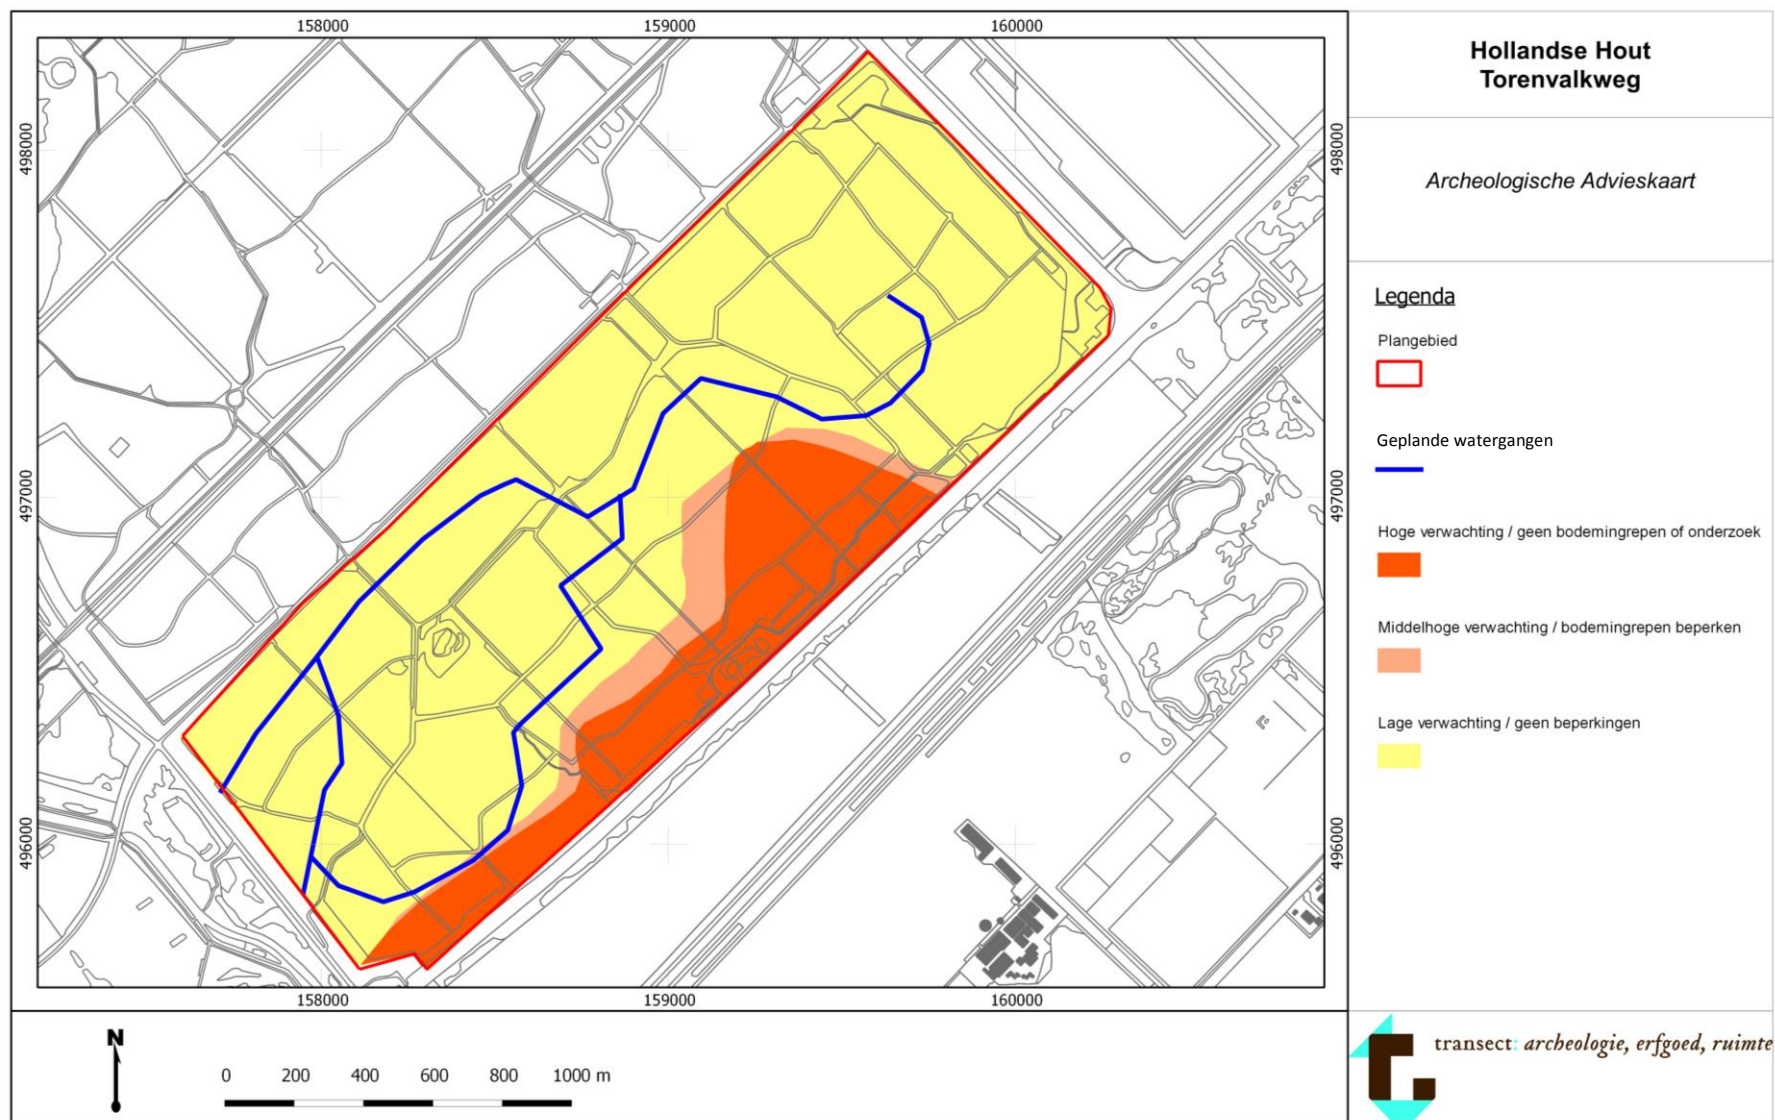 158000
159000
160000
498000
498000
497000
497000
496000
496000
158000
159000
160000
N
0 200 400 600 800 1000 m
Hollandse Hout
Torenvalkweg
Archeologische Advieskaart
Legenda
Plangebied
Geplande watergangen
Hoge verwachting / geen bodemingrepen of onderzoek
Middelhoge verwachting / bodemingrepen beperken
Lage verwachting / geen beperkingen
transect: archeologie, erfgoed, ruimte